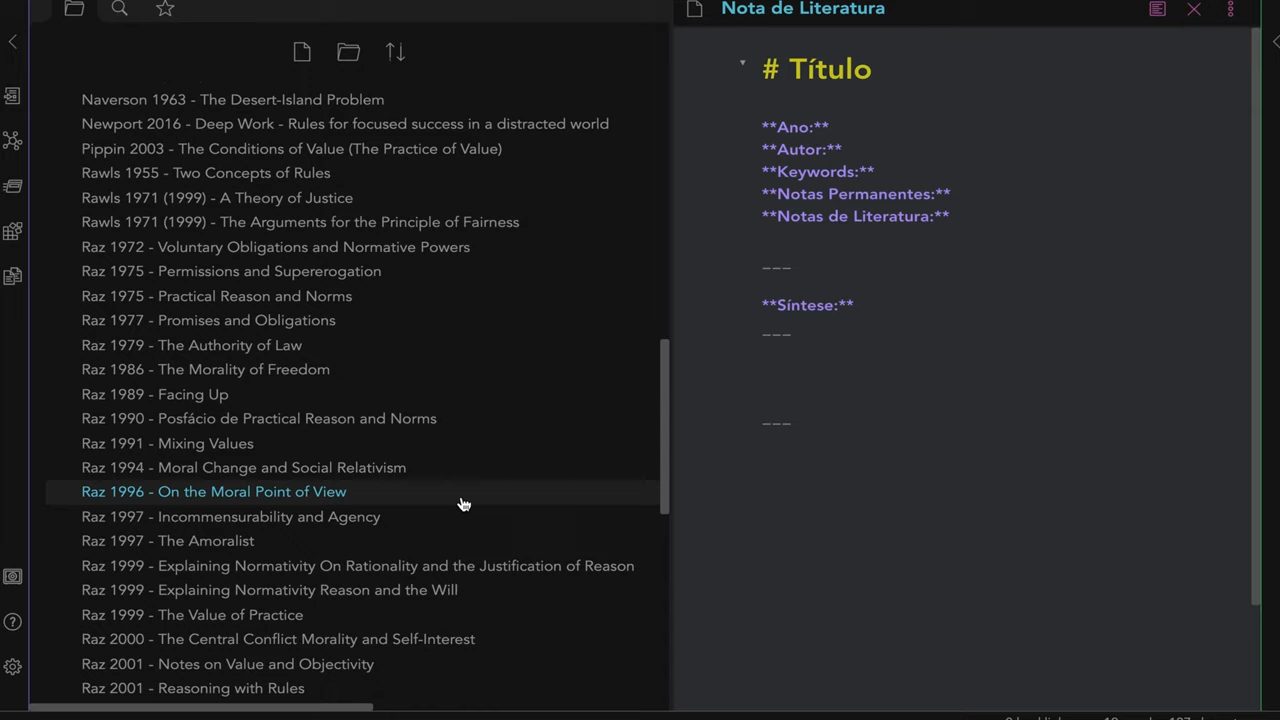 Nota de Literatura
Naverson 1963 - The Desert-Island Problem
Newport 2016 - Deep Work - Rules for focused success in a distracted world
Pippin 2003 - The Conditions of Value (The Practice of Value)
Rawls 1955 - Two Concepts of Rules
Rawls 1971 (1999) - A Theory of Justice
Rawls 1971 (1999) - The Arguments for the Principle of Fairness
Raz 1972 - Voluntary Obligations and Normative Powers
Raz 1975 - Permissions and Supererogation
Raz 1975 - Practical Reason and Norms
Raz 1977 - Promises and Obligations
Raz 1979 - The Authority of Law
Raz 1986 - The Morality of Freedom
Raz 1989 - Facing Up
Raz 1990 - Posfácio de Practical Reason and Norms
Raz 1991 - Mixing Values
Raz 1994 - Moral Change and Social Relativism
Raz 1996 - On the Moral Point of View
Raz 1997 - Incommensurability and Agency
Raz 1997 - The Amoralist
Raz 1999 - Explaining Normativity On Rationality and the Justification of Reason
Raz 1999 - Explaining Normativity Reason and the Will
Raz 1999 - The Value of Practice
Raz 2000 - The Central Conflict Morality and Self-Interest
Raz 2001 - Notes on Value and Objectivity
Raz 2001 - Reasoning with Rules
# Título
**Ano:**
**Autor:**
**Keywords:**
**Notas Permanentes:**
**Notas de Literatura:**
---
**Síntese:**
---
---